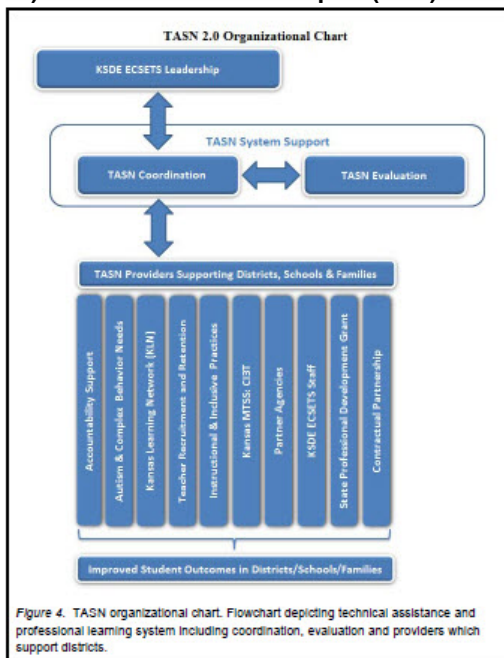 TASN 2.0 Organizational Chart
KSDE ECSETS Leadership
TASN System Support
TASN Coordination
TASN Evaluation
TASN Providers Supporting Districts, Schools & Families
Accountability Support
Autism & Complex Behavior Needs
Kansas Learning Network (KLN)
Teacher Recruitment and Retention
Instructional & Inclusive Practices
Kansas MTSS: CI3T
Partner Agencies
KSDE ECSETS Staff
State Professional Development Grant
Contractual Partnership
Improved Student Outcomes in Districts/Schools/Families
Figure 4. TASN organizational chart. Flowchart depicting technical assistance and
professional learning system including coordination, evaluation and providers which
support districts.